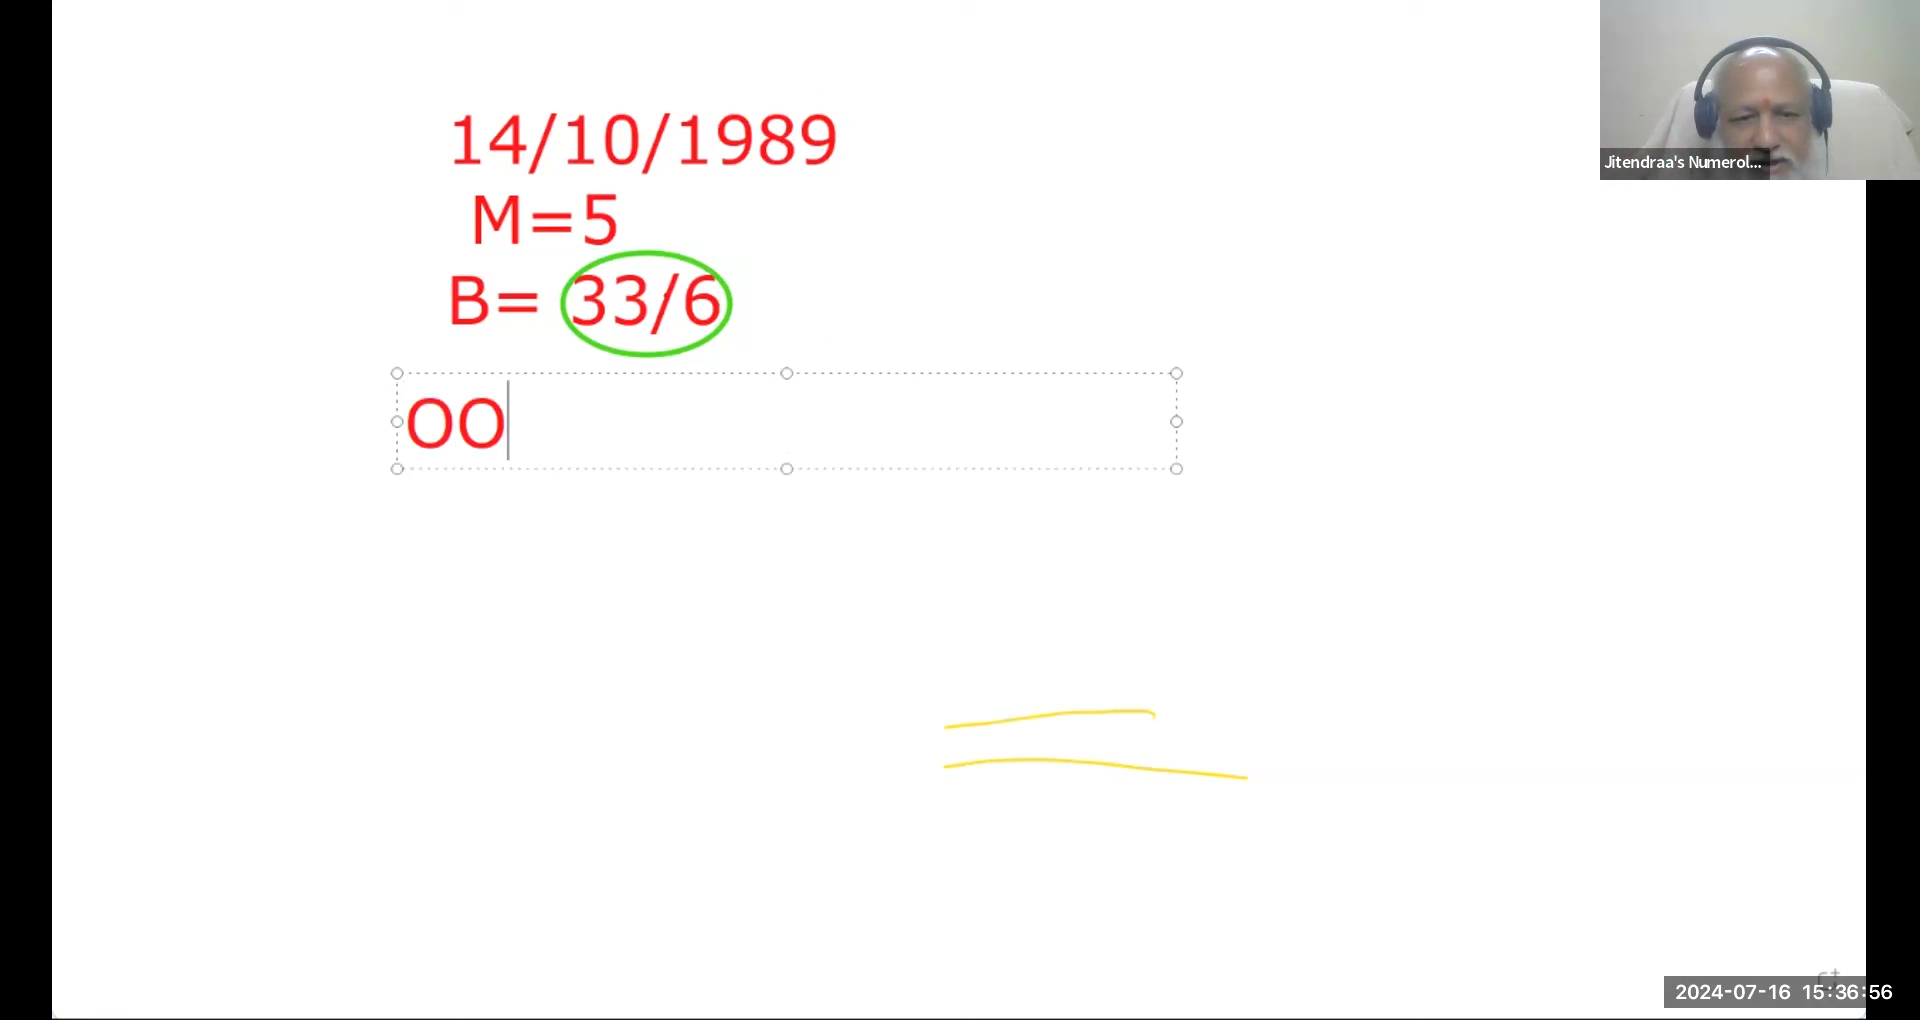 14/10/1989
M=5
B= 33/6
OO
Jitendraa's Numerol...
2024-07-16 15:36:56